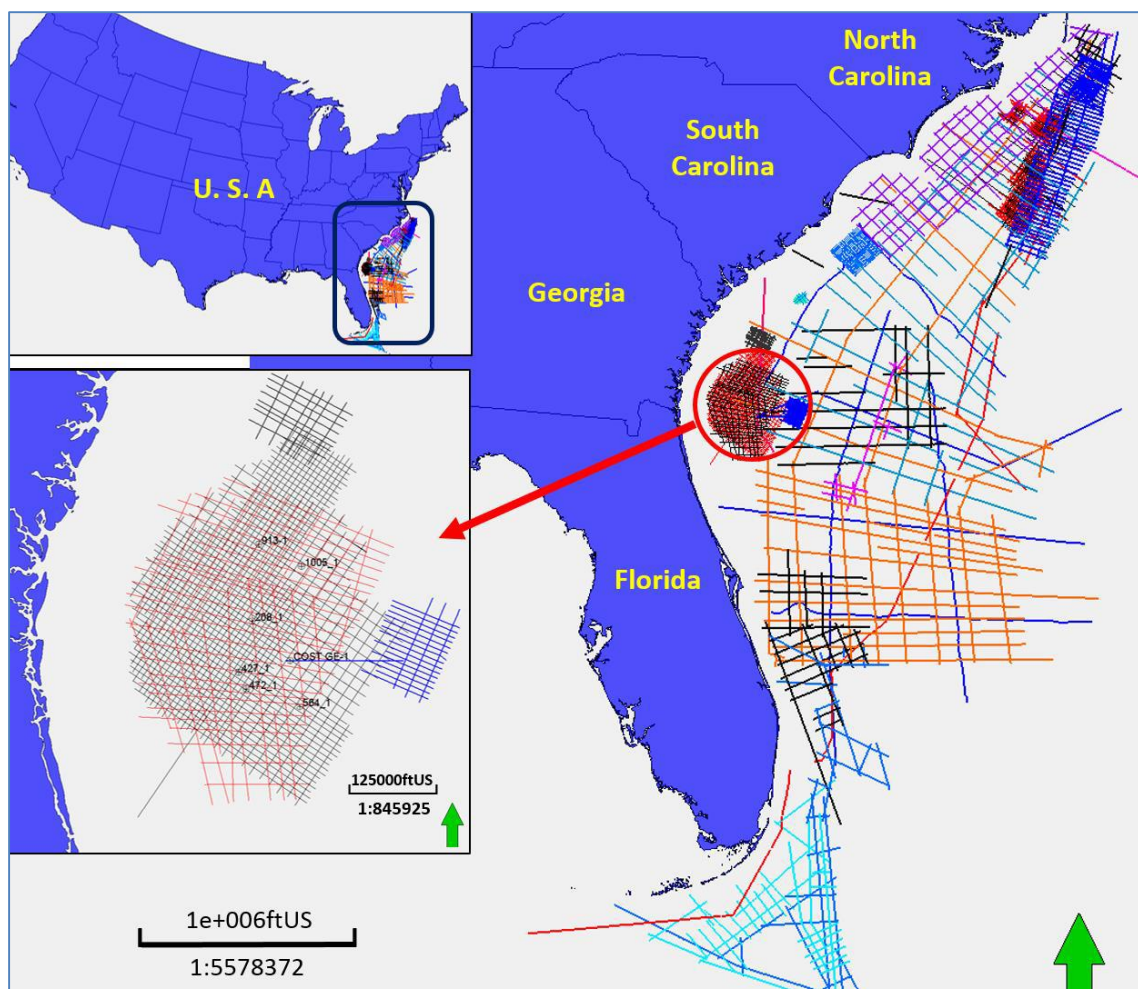 North
Carolina
South
Carolina
U. S. A
Georgia
Florida
913-1
1005_1
208_1
COST GE-1
427_1
472_1
564_1
125000ftUS
1:845925
1e+006ftUS
1:5578372